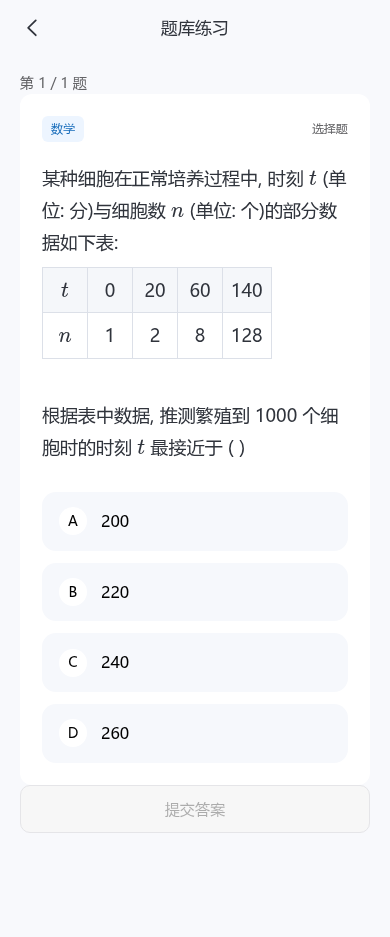 题库练习
第 1 / 1 题
数学
选择题
某种细胞在正常培养过程中, 时刻 t (单
位: 分)与细胞数 n (单位: 个)的部分数
据如下表:
t 0 20 60 140
n 1 2 8 128
根据表中数据, 推测繁殖到 1000 个细
胞时的时刻 t 最接近于 ( )
A 200
B 220
C 240
D 260
提交答案